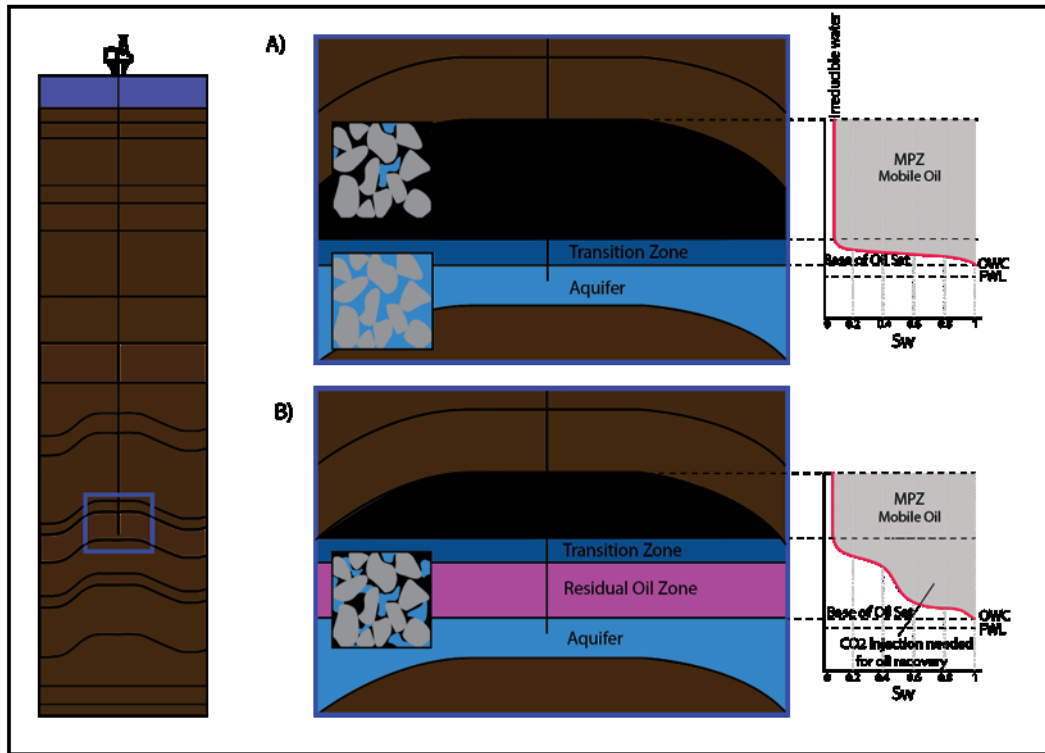 A)
Irreducible water
MPZ
Mobile Oil
Transition Zone
Base of Oil Sat
OWC
FWL
Aquifer
0 0.2 0.4 0.6 0.8 1
Sw
B)
MPZ
Mobile Oil
Transition Zone
Residual Oil Zone
Base of Oil Sat
OWC
FWL
Aquifer
CO2 Injection needed
for oil recovery
0 0.2 0.4 0.6 0.8 1
Sw